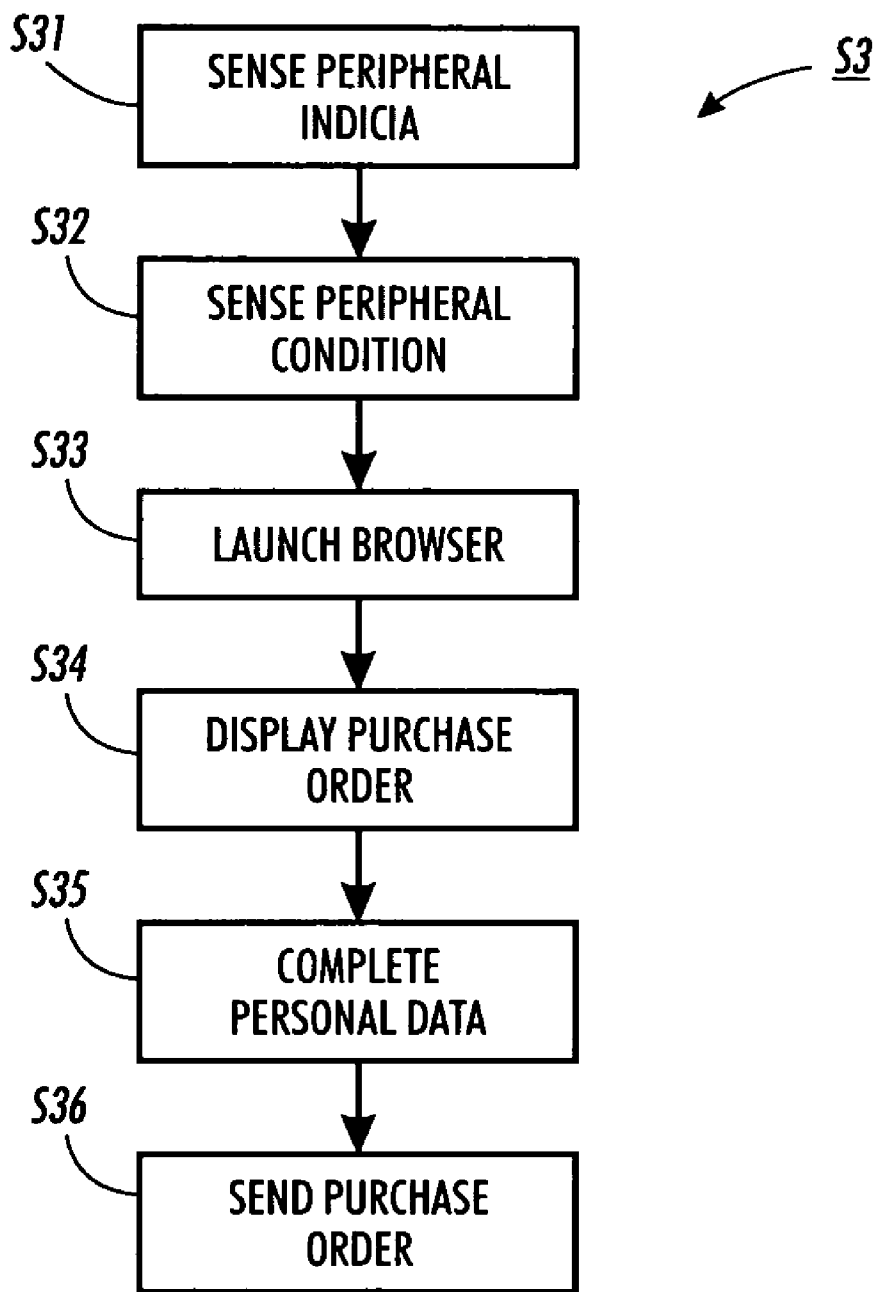 S31
SENSE PERIPHERAL
INDICIA
S3
S32
SENSE PERIPHERAL
CONDITION
S33
LAUNCH BROWSER
S34
DISPLAY PURCHASE
ORDER
S35
COMPLETE
PERSONAL DATA
S36
SEND PURCHASE
ORDER